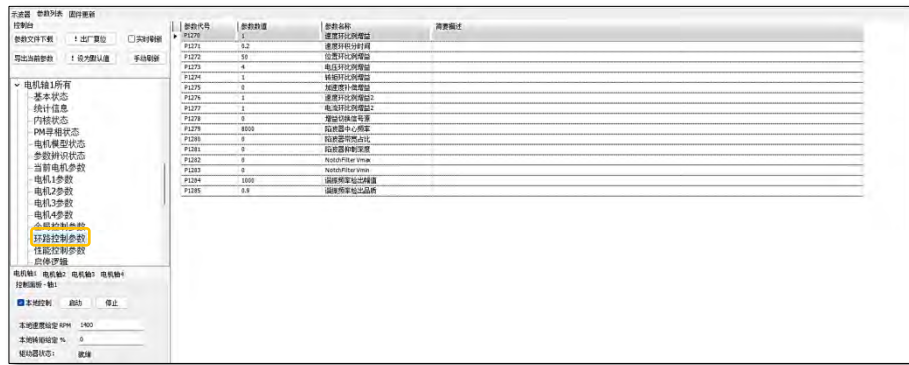 示波器 参数列表 固件更新
控制台
参数文件下载 ！出厂复位 实时刷新
导出当前参数 ！设为默认值 手动刷新
电机轴1所有
基本状态
统计信息
内核状态
PM寻相状态
电机模型状态
参数辨识状态
当前电机参数
电机1参数
电机2参数
电机3参数
电机4参数
全局控制参数
环路控制参数
性能控制参数
启停逻辑
电机轴1 电机轴2 电机轴3 电机轴4
控制面板-轴1
本地控制 启动 停止
本地速度给定 RPM 1400
本地转矩给定 % 0
驱动器状态: 就绪
参数代号 参数数值 参数名称 简要描述
P1270 1 速度环比例增益
P1271 0.2 速度环积分时间
P1272 50 位置环比例增益
P1273 4 电压环比例增益
P1274 1 转矩环比例增益
P1275 0 加速度补偿增益
P1276 1 速度环比例增益2
P1277 1 电流环比例增益2
P1278 0 增益切换信号源
P1279 8000 陷波器中心频率
P1280 0 陷波器带宽占比
P1281 0 陷波器抑制深度
P1282 0 NotchFilter Vmax
P1283 0 NotchFilter Vmin
P1284 1000 谐振频率检出幅值
P1285 0.9 谐振频率检出品质